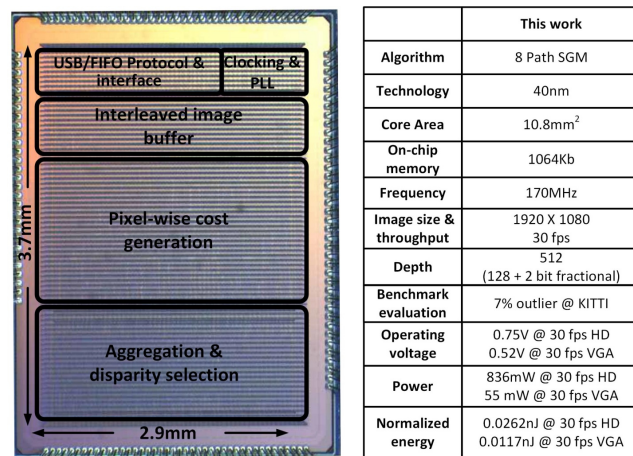 USB/FIFO Protocol &
interface
Clocking &
PLL
Interleaved image
buffer
Pixel-wise cost
generation
Aggregation &
disparity selection
3.7mm
2.9mm
This work
Algorithm
8 Path SGM
Technology
40nm
Core Area
10.8mm²
On-chip
memory
1064Kb
Frequency
170MHz
Image size &
throughput
1920 X 1080
30 fps
Depth
512
(128 + 2 bit fractional)
Benchmark
evaluation
7% outlier @ KITTI
Operating
voltage
0.75V @ 30 fps HD
0.52V @ 30 fps VGA
Power
836mW @ 30 fps HD
55 mW @ 30 fps VGA
Normalized
energy
0.0262nJ @ 30 fps HD
0.0117nJ @ 30 fps VGA